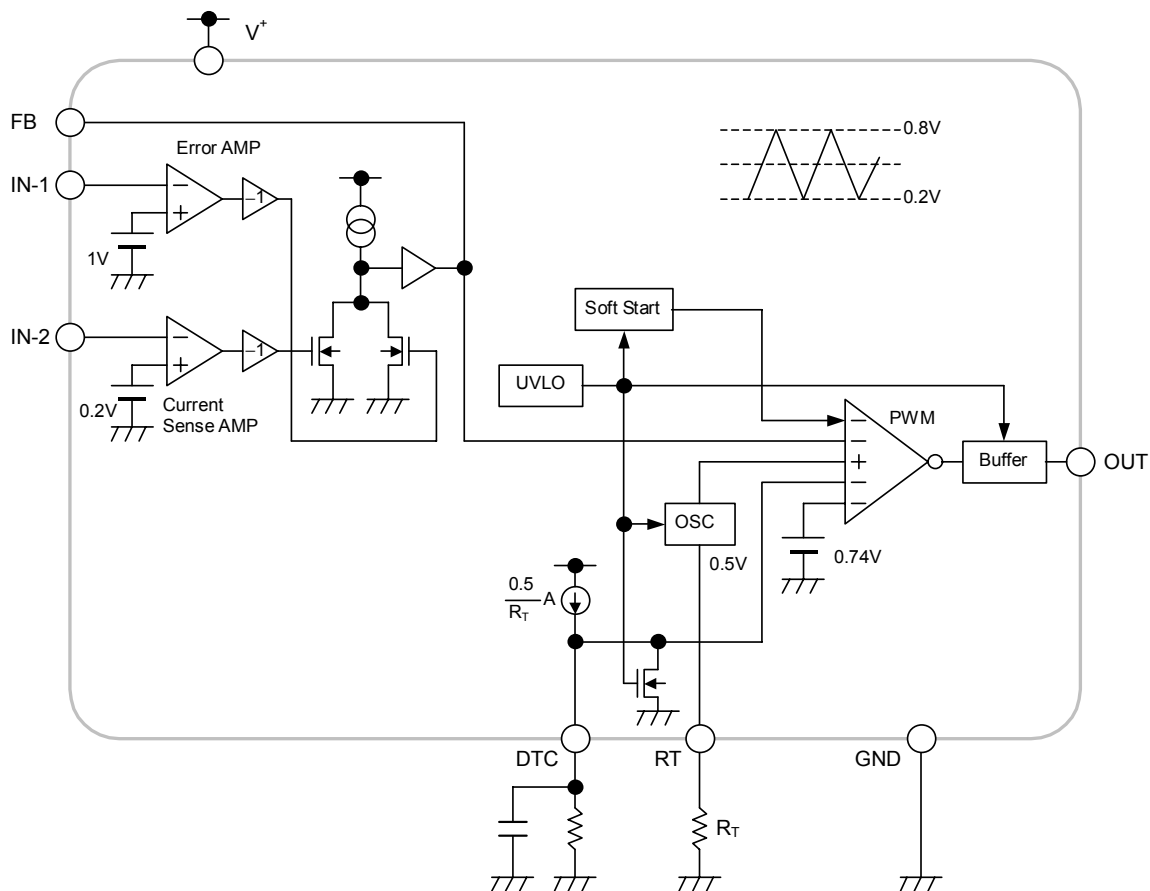 V+
FB
Error AMP
0.8V
IN-1
−
−1
+
0.2V
1V
Soft Start
IN-2
−
−1
+
UVLO
0.2V
Current
Sense AMP
PWM
−
−
+
−
−
Buffer
OUT
OSC
0.5V
0.74V
0.5
RT
A
DTC
RT
GND
RT